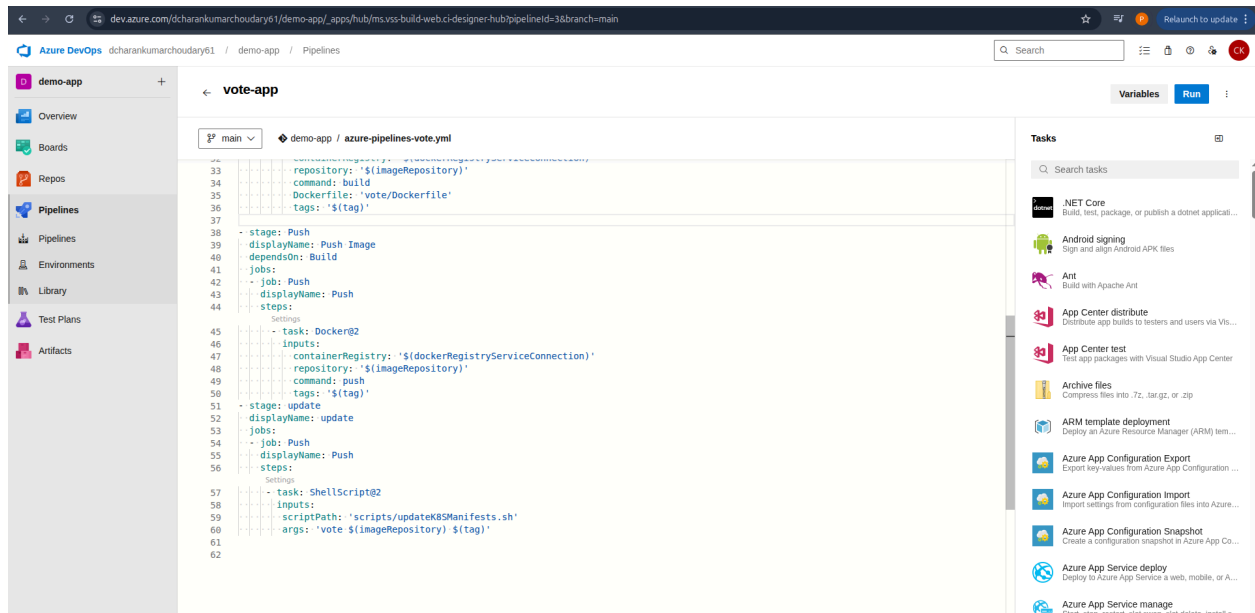 dev.azure.com/dcharankumarchoudary61/demo-app/_apps/hub/ms.vss-build-web.ci-designer-hub?pipelineId=3&branch=main
P
Relaunch to update
Azure DevOps dcharankumarchoudary61 / demo-app / Pipelines
Search
CK
D demo-app +
Overview
Boards
Repos
Pipelines
Pipelines
Environments
Library
Test Plans
Artifacts
vote-app
Variables
Run
main
demo-app / azure-pipelines-vote.yml
32 containerRegistry: '$(dockerRegistryServiceConnection)'
33 repository: '$(imageRepository)'
34 command: build
35 Dockerfile: 'vote/Dockerfile'
36 tags: '$(tag)'
37
38 - stage: Push
39 displayName: Push Image
40 dependsOn: Build
41 jobs:
42 - job: Push
43 displayName: Push
44 steps:
Settings
45 - task: Docker@2
46 inputs:
47 containerRegistry: '$(dockerRegistryServiceConnection)'
48 repository: '$(imageRepository)'
49 command: push
50 tags: '$(tag)'
51 - stage: update
52 displayName: update
53 jobs:
54 - job: Push
55 displayName: Push
56 steps:
Settings
57 - task: ShellScript@2
58 inputs:
59 scriptPath: 'scripts/updateK8SManifests.sh'
60 args: 'vote $(imageRepository) $(tag)'
61
62
Tasks
Search tasks
dotnet
.NET Core
Build, test, package, or publish a dotnet applicati...
Android signing
Sign and align Android APK files
Ant
Build with Apache Ant
App Center distribute
Distribute app builds to testers and users via Vis...
App Center test
Test app packages with Visual Studio App Center
Archive files
Compress files into .7z, .tar.gz, or .zip
ARM template deployment
Deploy an Azure Resource Manager (ARM) tem...
Azure App Configuration Export
Export key-values from Azure App Configuration ...
Azure App Configuration Import
Import settings from configuration files into Azure...
Azure App Configuration Snapshot
Create a configuration snapshot in Azure App Co...
Azure App Service deploy
Deploy to Azure App Service a web, mobile, or A...
Azure App Service manage